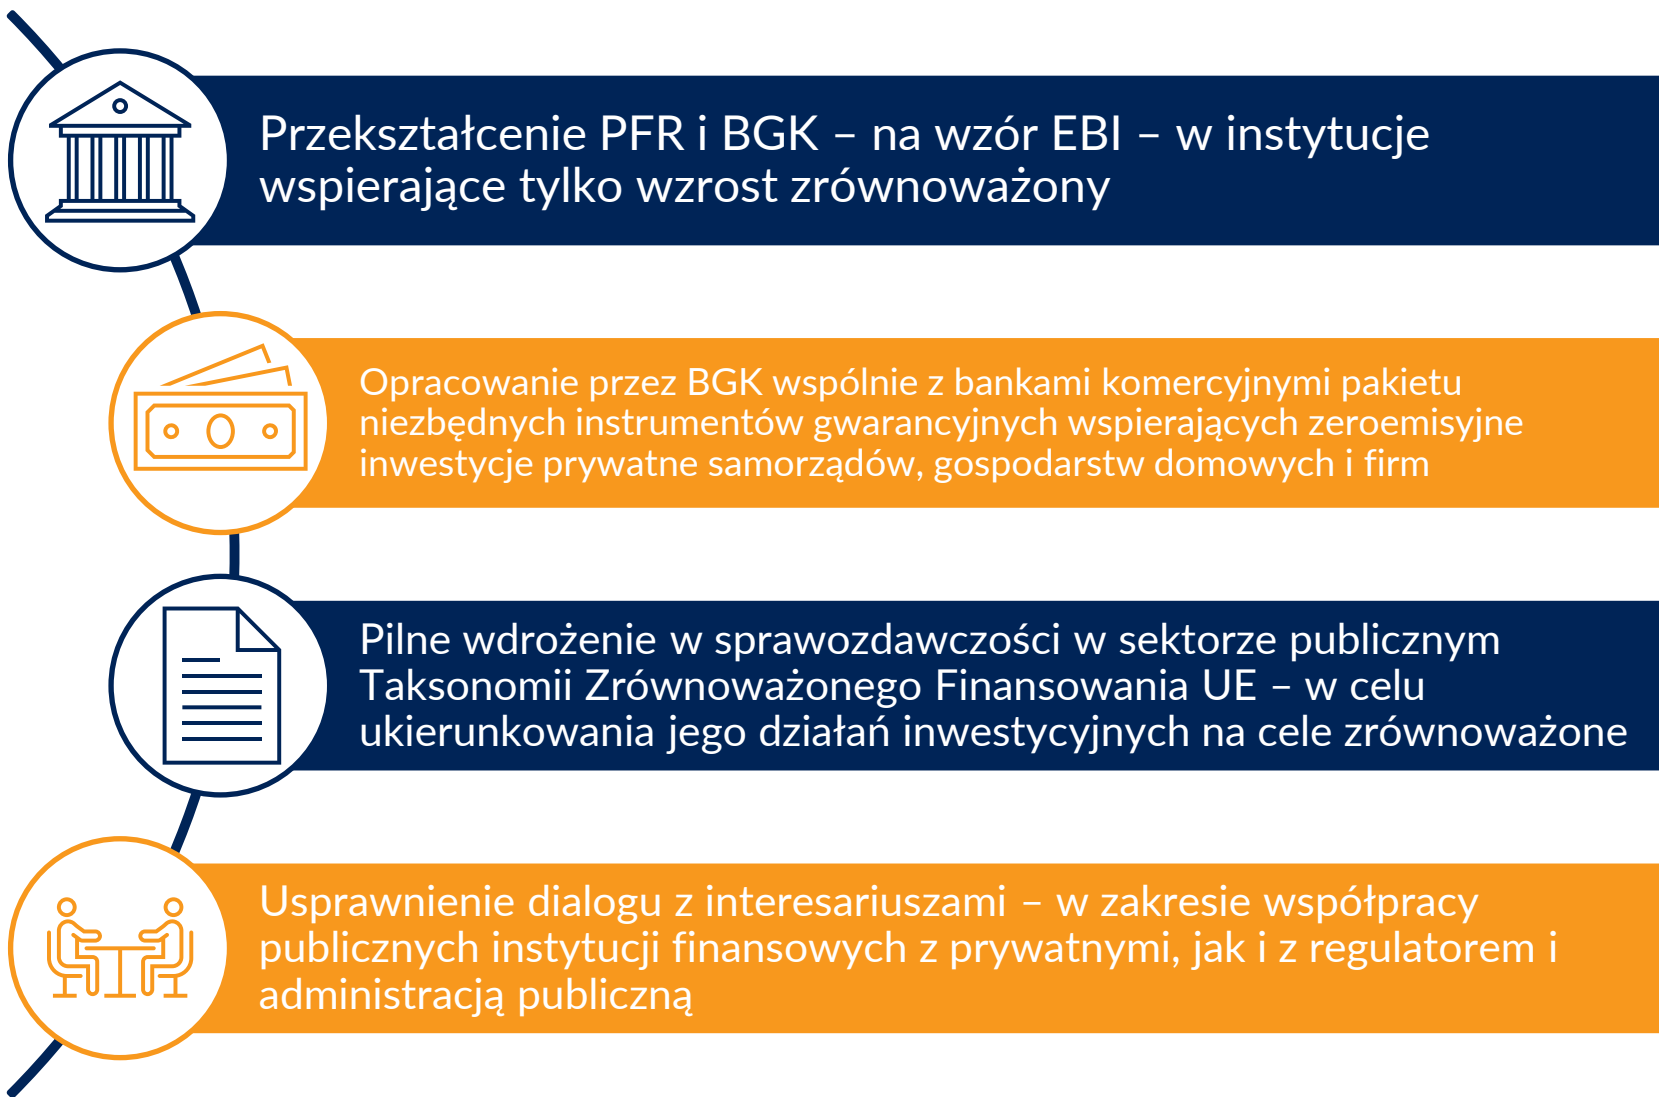 Przekształcenie PFR i BGK – na wzór EBI – w instytucje
wspierające tylko wzrost zrównoważony
Opracowanie przez BGK wspólnie z bankami komercyjnymi pakietu
niezbędnych instrumentów gwarancyjnych wspierających zeroemisyjne
inwestycje prywatne samorządów, gospodarstw domowych i firm
Pilne wdrożenie w sprawozdawczości w sektorze publicznym
Taksonomii Zrównoważonego Finansowania UE – w celu
ukierunkowania jego działań inwestycyjnych na cele zrównoważone
Usprawnienie dialogu z interesariuszami – w zakresie współpracy
publicznych instytucji finansowych z prywatnymi, jak i z regulatorem i
administracją publiczną